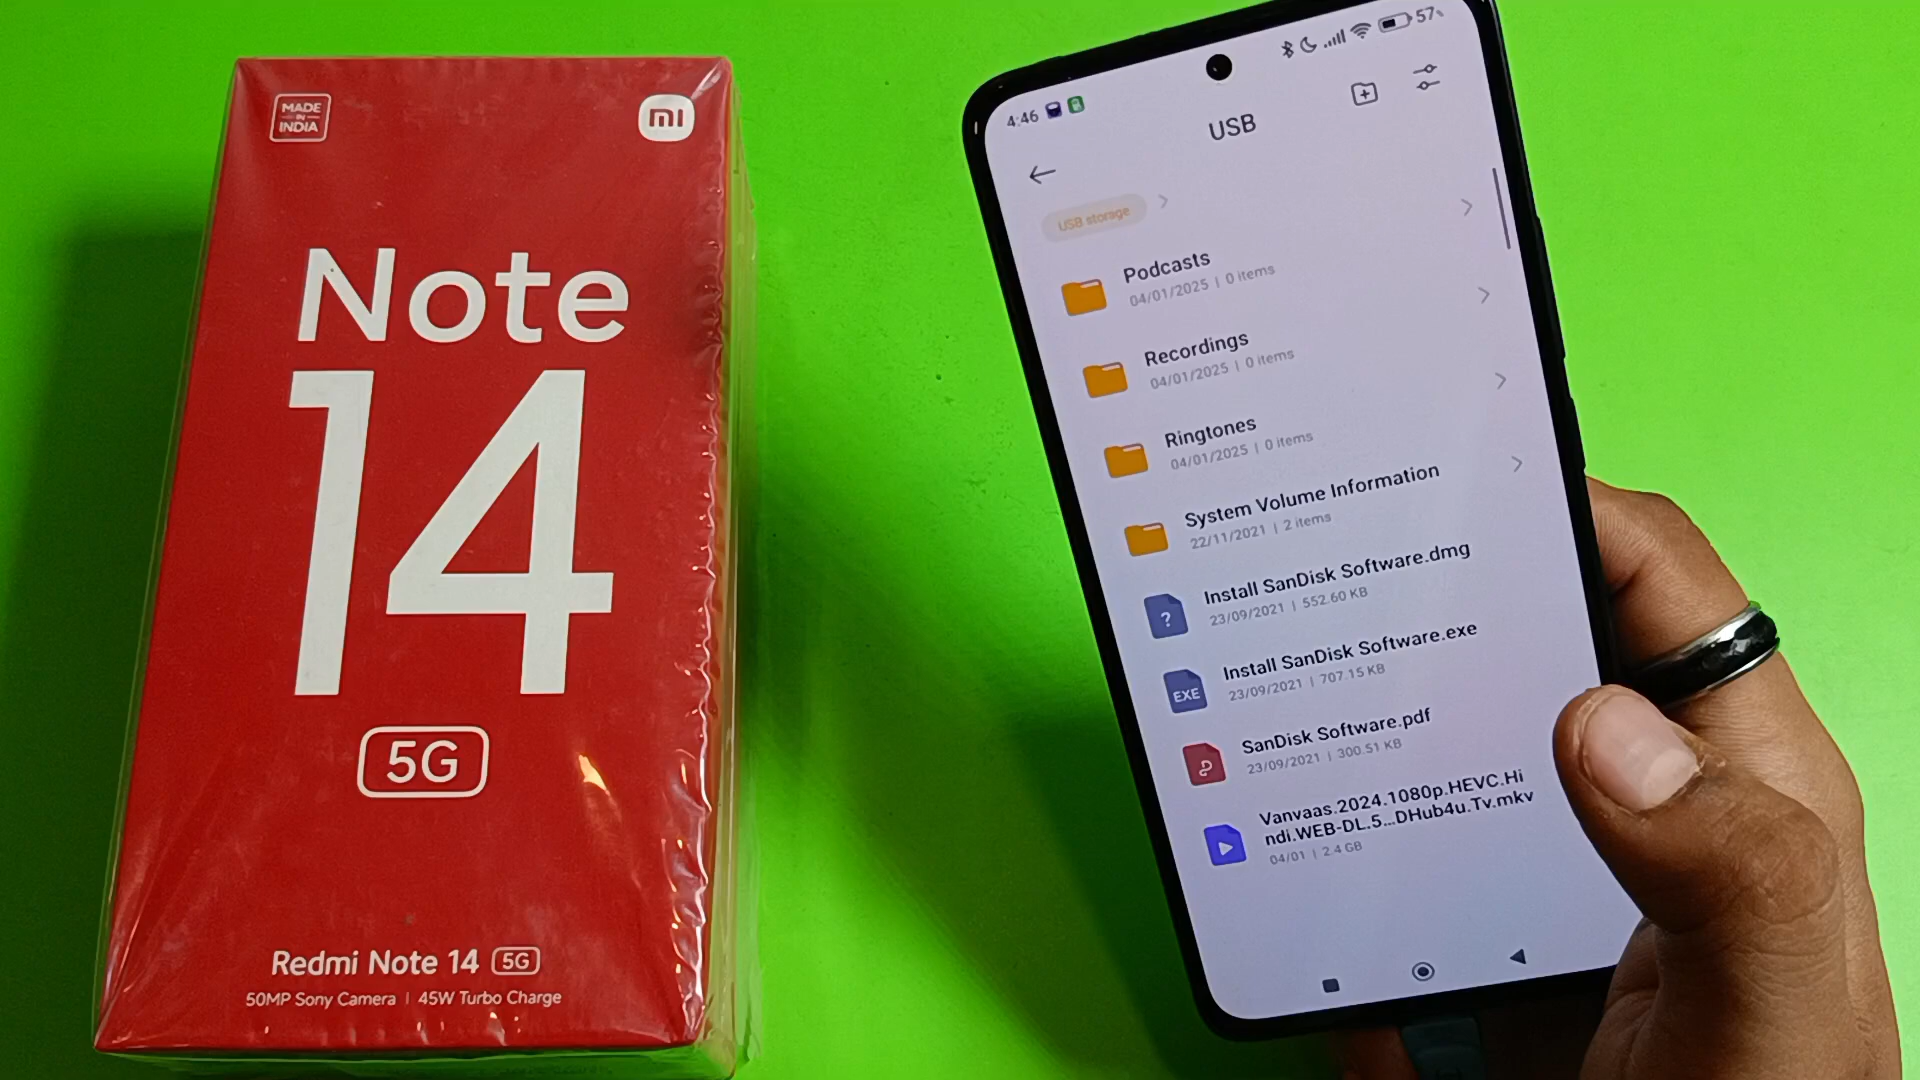 MADE
IN
INDIA
mi
Note
14
5G
Redmi Note 14 5G
50MP Sony Camera | 45W Turbo Charge
4:46
57%
USB
USB storage
Podcasts
04/01/2025 | 0 items
Recordings
04/01/2025 | 0 items
Ringtones
04/01/2025 | 0 items
System Volume Information
22/11/2021 | 2 items
?
Install SanDisk Software.dmg
23/09/2021 | 552.60 KB
EXE
Install SanDisk Software.exe
23/09/2021 | 707.15 KB
SanDisk Software.pdf
23/09/2021 | 300.51 KB
Vanvaas.2024.1080p.HEVC.Hi
ndi.WEB-DL.5...DHub4u.Tv.mkv
04/01 | 2.4 GB